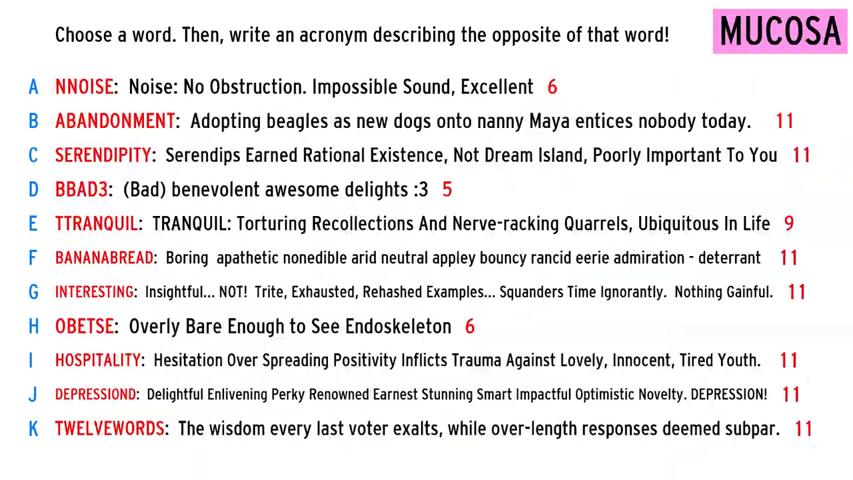 Choose a word. Then, write an acronym describing the opposite of that word!
MUCOSA
A NNOISE: Noise: No Obstruction. Impossible Sound, Excellent 6
B ABANDONMENT: Adopting beagles as new dogs onto nanny Maya entices nobody today. 11
C SERENDIPITY: Serendips Earned Rational Existence, Not Dream Island, Poorly Important To You 11
D BBAD3: (Bad) benevolent awesome delights :3 5
E TTRANQUIL: TRANQUIL: Torturing Recollections And Nerve-racking Quarrels, Ubiquitous In Life 9
F BANANABREAD: Boring apathetic nonedible arid neutral appley bouncy rancid eerie admiration - deterrant 11
G INTERESTING: Insightful... NOT! Trite, Exhausted, Rehashed Examples... Squanders Time Ignorantly. Nothing Gainful. 11
H OBETSE: Overly Bare Enough to See Endoskeleton 6
I HOSPITALITY: Hesitation Over Spreading Positivity Inflicts Trauma Against Lovely, Innocent, Tired Youth. 11
J DEPRESSIOND: Delightful Enlivening Perky Renowned Earnest Stunning Smart Impactful Optimistic Novelty. DEPRESSION! 11
K TWELVEWORDS: The wisdom every last voter exalts, while over-length responses deemed subpar. 11